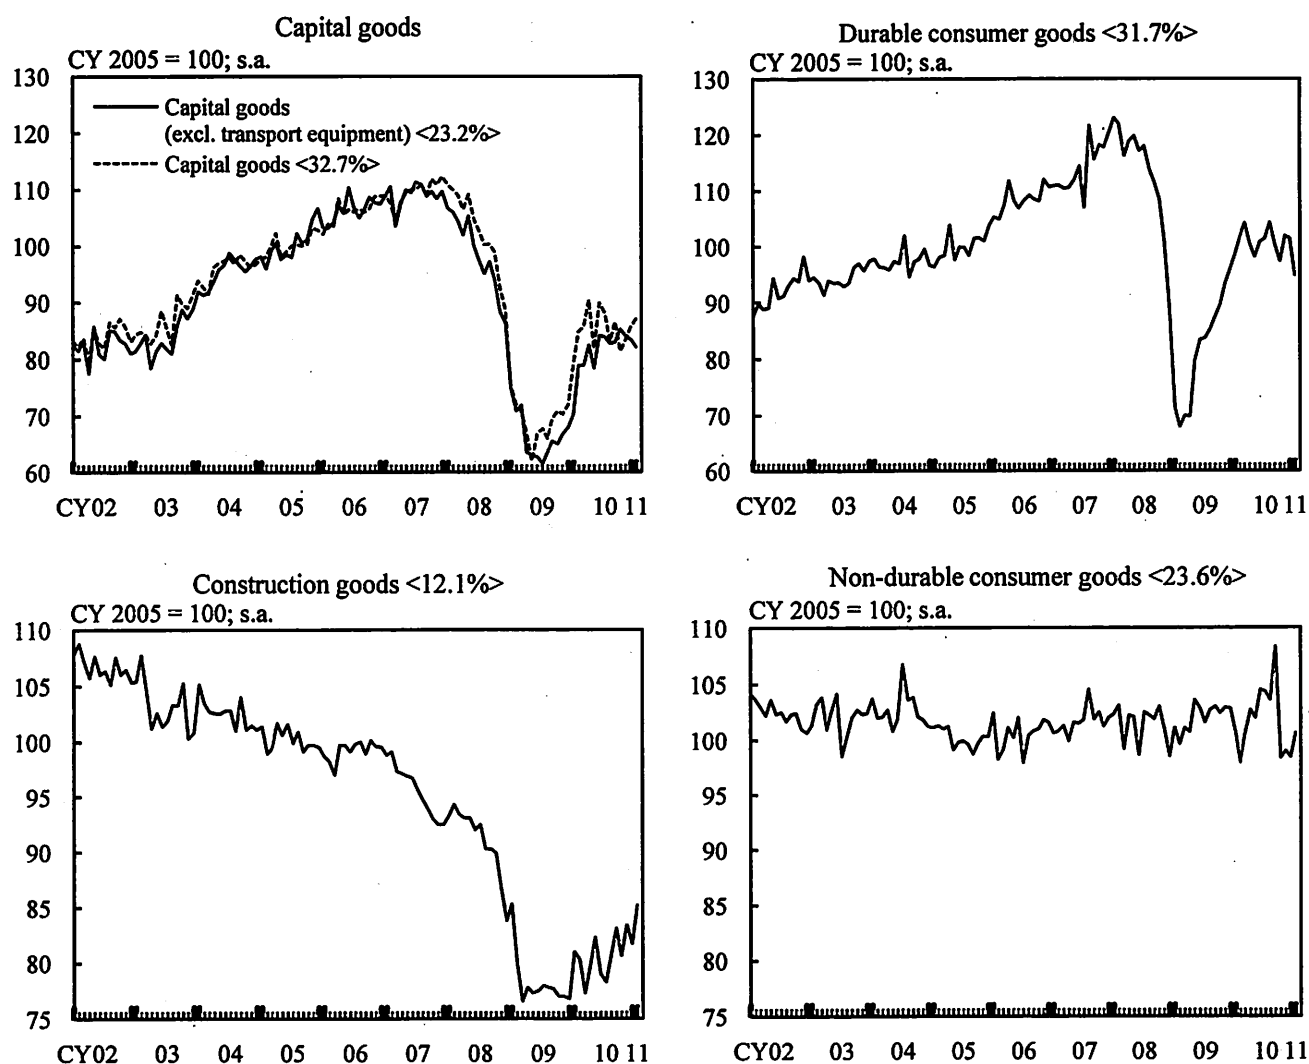 Capital goods
CY 2005 = 100; s.a.
130
120
110
100
90
80
70
60
Capital goods
(excl. transport equipment) <23.2%>
Capital goods <32.7%>
CY02 03 04 05 06 07 08 09 10 11
Durable consumer goods <31.7%>
CY 2005 = 100; s.a.
130
120
110
100
90
80
70
60
CY02 03 04 05 06 07 08 09 10 11
Construction goods <12.1%>
CY 2005 = 100; s.a.
110
105
100
95
90
85
80
75
CY02 03 04 05 06 07 08 09 10 11
Non-durable consumer goods <23.6%>
CY 2005 = 100; s.a.
110
105
100
95
90
85
80
75
CY02 03 04 05 06 07 08 09 10 11